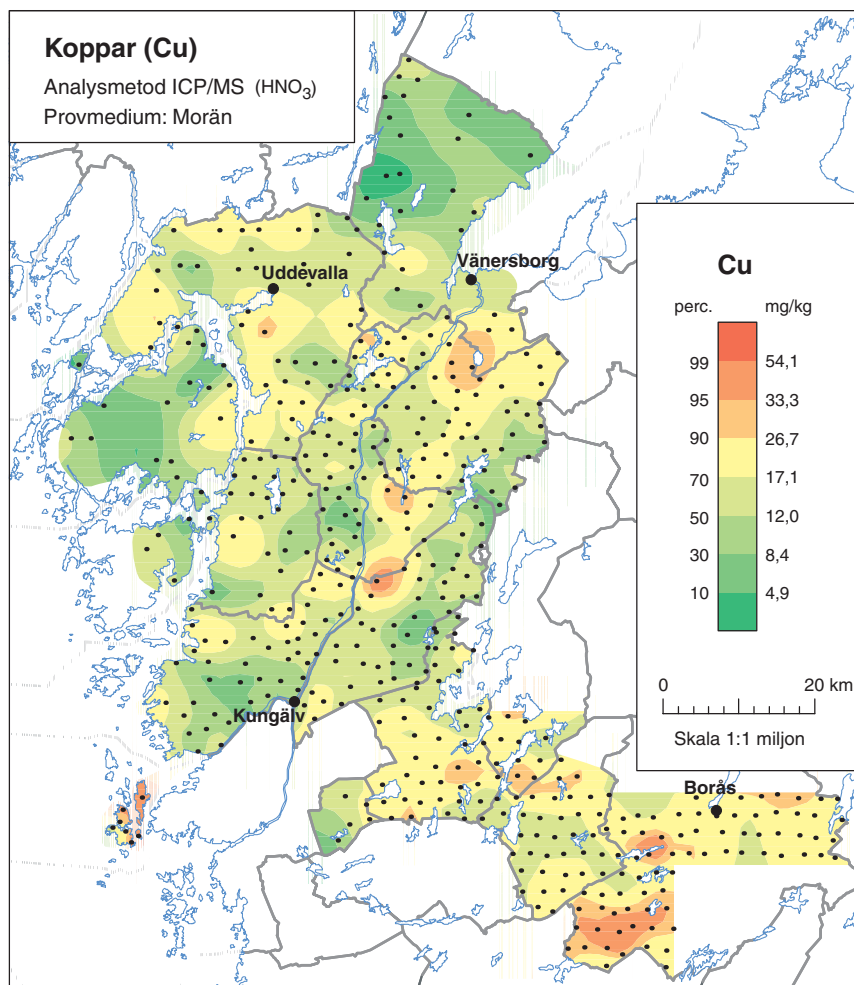 Koppar (Cu)
Analysmetod ICP/MS (HNO₃)
Provmedium: Morän
Uddevalla
Vänersborg
Kungälv
Borås
Cu
perc. mg/kg
99 54,1
95 33,3
90 26,7
70 17,1
50 12,0
30 8,4
10 4,9
0 20 km
Skala 1:1 miljon